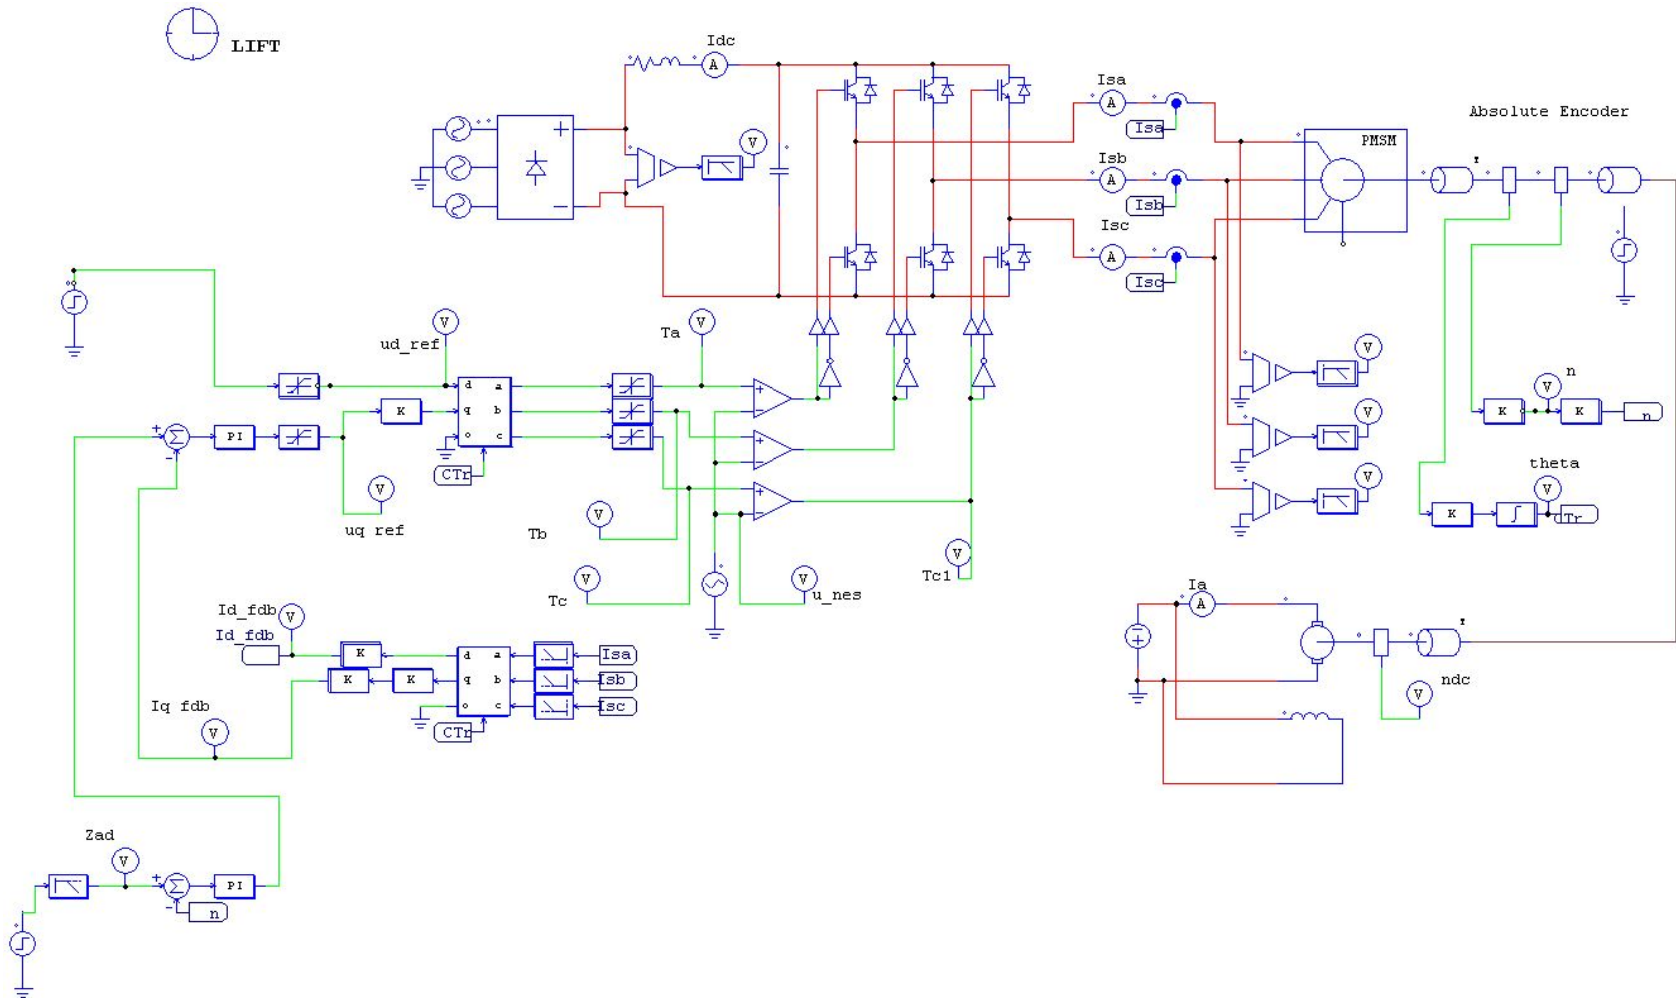 LIFT
Idc
A
V
Isa
A
Isa
Absolute Encoder
PMSM
T
Isb
A
Isb
Isc
A
Isc
ud_ref
V
Ta
V
d
a
q
b
o
c
K
PI
CTr
V
uq ref
Tb
V
Tc
V
V
u_nes
Tc1
V
V
V
V
n
V
K
K
n
theta
V
K
CTr
Id_fdb
V
Id_fdb
K
K
K
d
a
q
b
o
c
Isa
Isb
Isc
CTr
Iq fdb
V
Ia
A
T
ndc
V
Zad
V
PI
n